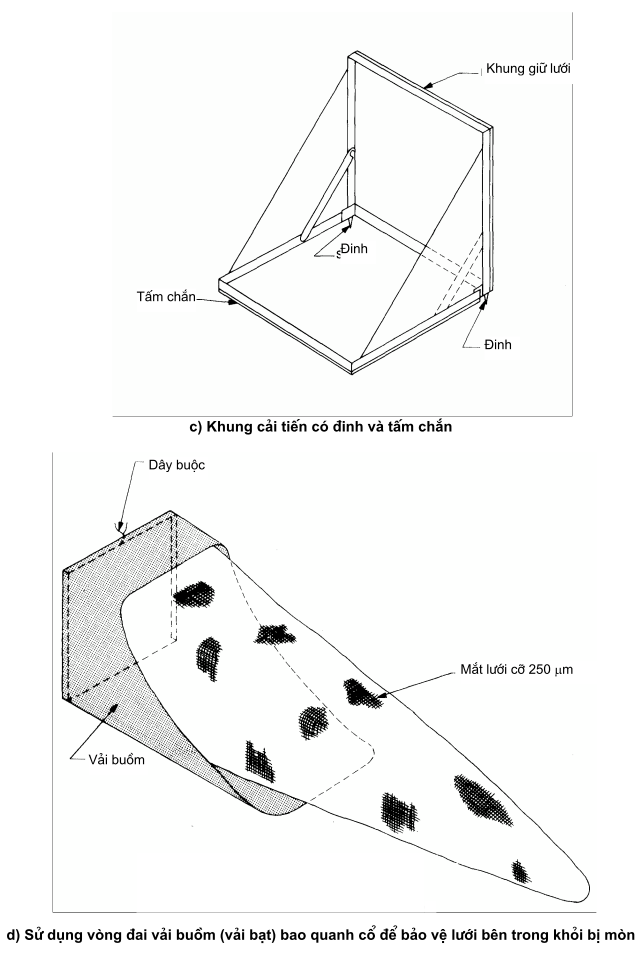 Khung giữ lưới
Đinh
Tấm chắn
Đinh
c) Khung cải tiến có đinh và tấm chắn
Dây buộc
Mắt lưới cỡ 250 μm
Vải buồm
d) Sử dụng vòng đai vải buồm (vải bạt) bao quanh cổ để bảo vệ lưới bên trong khỏi bị mòn